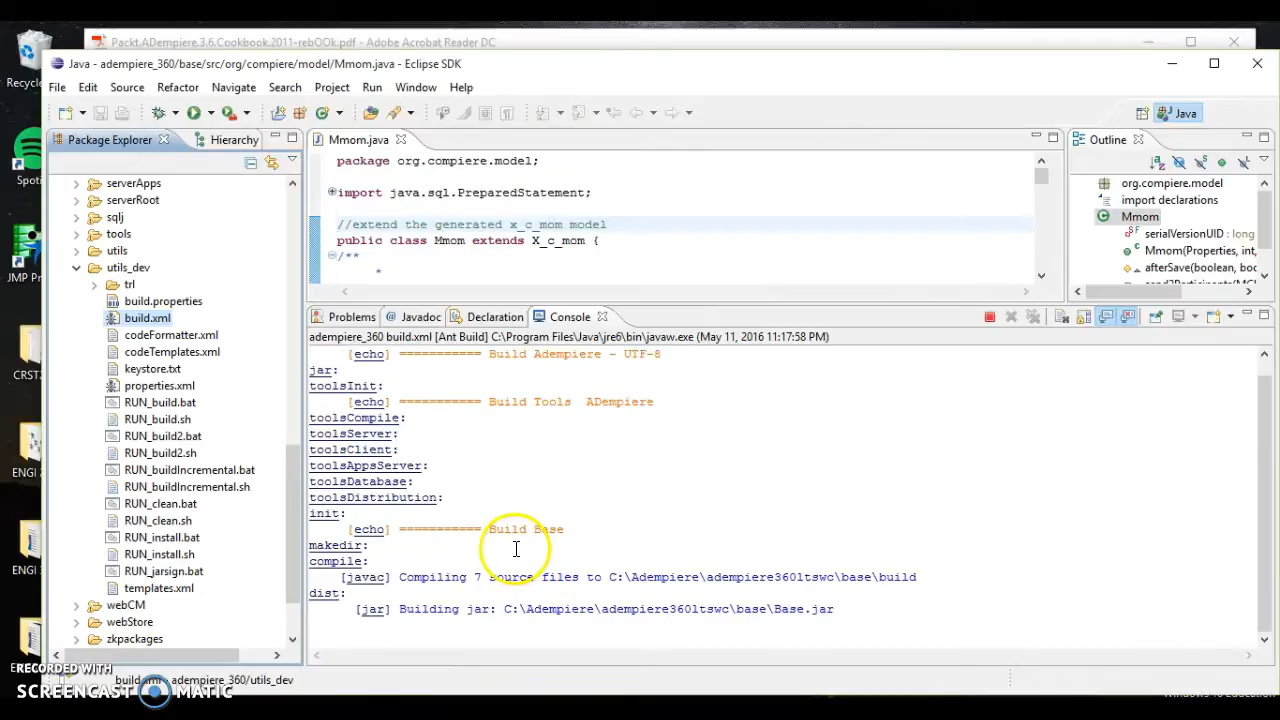 Packt.ADempiere.3.6.Cookbook.2011-rebOOk.pdf - Adobe Acrobat Reader DC
Recyc
Java - adempiere_360/base/src/org/compiere/model/Mmom.java - Eclipse SDK
File Edit Source Refactor Navigate Search Project Run Window Help
Java
Package Explorer
Hierarchy
serverApps
serverRoot
sqlj
tools
utils
utils_dev
trl
build.properties
build.xml
codeFormatter.xml
codeTemplates.xml
keystore.txt
properties.xml
RUN_build.bat
RUN_build.sh
RUN_build2.bat
RUN_build2.sh
RUN_buildIncremental.bat
RUN_buildIncremental.sh
RUN_clean.bat
RUN_clean.sh
RUN_install.bat
RUN_install.sh
RUN_jarsign.bat
templates.xml
webCM
webStore
zkpackages
Mmom.java
package org.compiere.model;
import java.sql.PreparedStatement;
//extend the generated x_c_mom model
public class Mmom extends X_c_mom {
/**
*
Outline
org.compiere.model
import declarations
Mmom
serialVersionUID : long
Mmom(Properties, int,
afterSave(boolean, boo
Problems
Javadoc
Declaration
Console
adempiere_360 build.xml [Ant Build] C:\Program Files\Java\jre6\bin\javaw.exe (May 11, 2016 11:17:58 PM)
[echo] =========== Build Adempiere - UTF-8
jar:
toolsInit:
[echo] =========== Build Tools ADempiere
toolsCompile:
toolsServer:
toolsClient:
toolsAppsServer:
toolsDatabase:
toolsDistribution:
init:
[echo] =========== Build Base
makedir:
compile:
[javac] Compiling 7 source files to C:\Adempiere\adempiere360ltswc\base\build
dist:
[jar] Building jar: C:\Adempiere\adempiere360ltswc\base\Base.jar
Spoti
JMP Pr
CRST
ENGI
ENGI
build.xml - adempiere_360/utils_dev
RECORDED WITH
SCREENCAST MATIC
Windows 10 Education